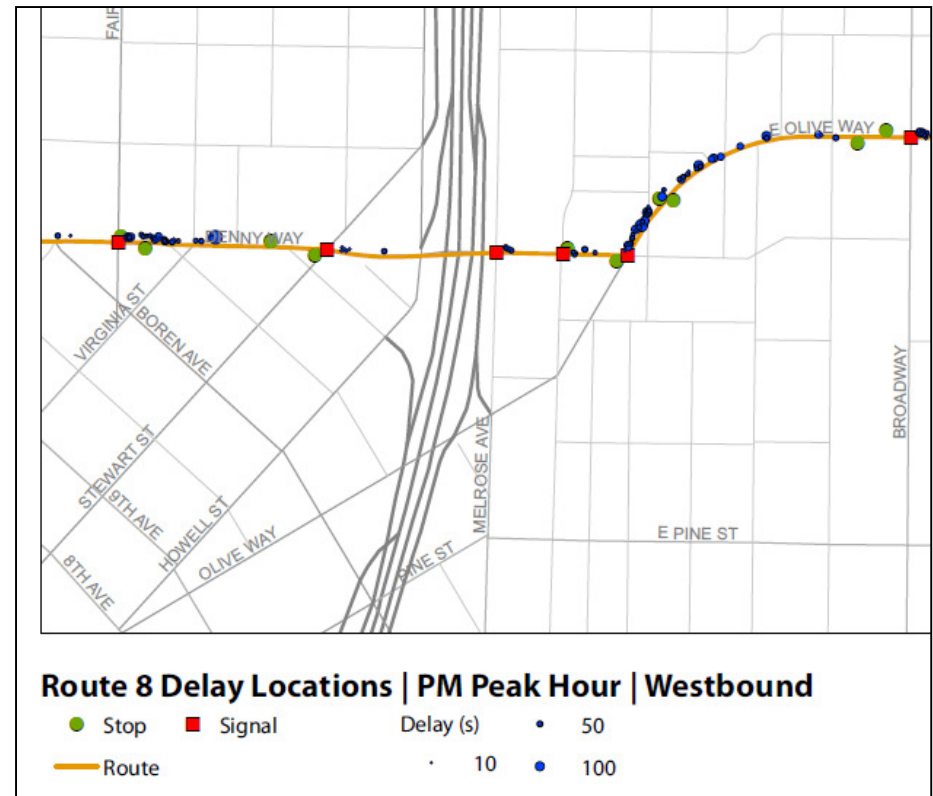 FAIR
E OLIVE WAY
DENNY WAY
VIRGINIA ST
BOREN AVE
BROADWAY
STEWART ST
9TH AVE
HOWELL ST
MELROSE AVE
E PINE ST
OLIVE WAY
PINE ST
8TH AVE
Route 8 Delay Locations | PM Peak Hour | Westbound
Stop Signal Delay (s) 50
Route 10 100